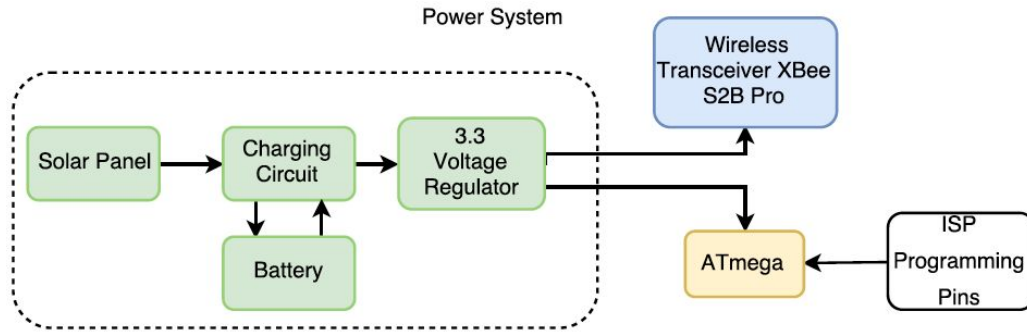 Power System
Wireless
Transceiver XBee
S2B Pro
Solar Panel
Charging
Circuit
3.3
Voltage
Regulator
Battery
ATmega
ISP
Programming
Pins